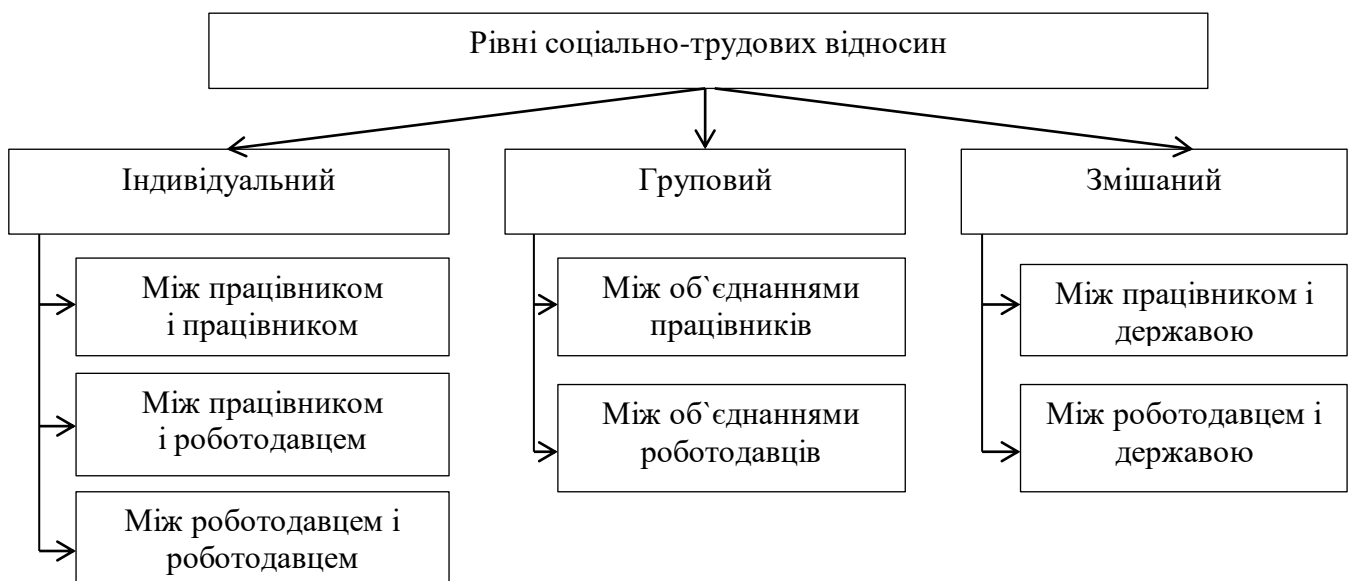 Рівні соціально-трудових відносин
Індивідуальний
Між працівником
і працівником
Між працівником
і роботодавцем
Між роботодавцем і
роботодавцем
Груповий
Між об`єднаннями
працівників
Між об`єднаннями
роботодавців
Змішаний
Між працівником і
державою
Між роботодавцем і
державою